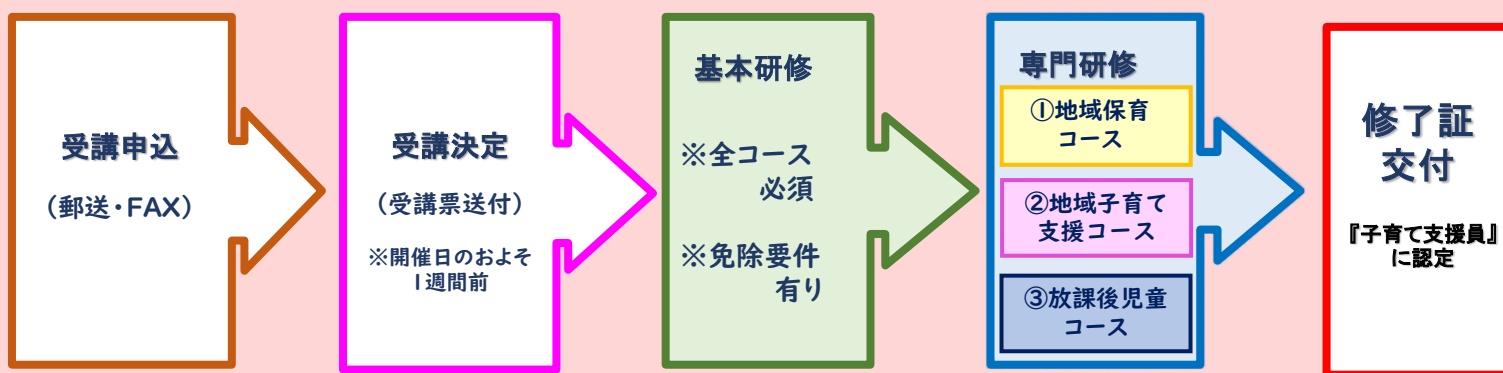 受講申込
（郵送・FAX）
受講決定
（受講票送付）
※開催日のおよそ
1週間前
基本研修
※全コース
必須
※免除要件
有り
専門研修
①地域保育
コース
②地域子育て
支援コース
③放課後児童
コース
修了証
交付
『子育て支援員』
に認定